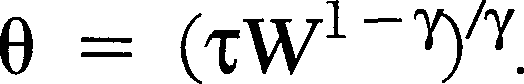 θ = (τW^{1 − γ})^{/γ}.